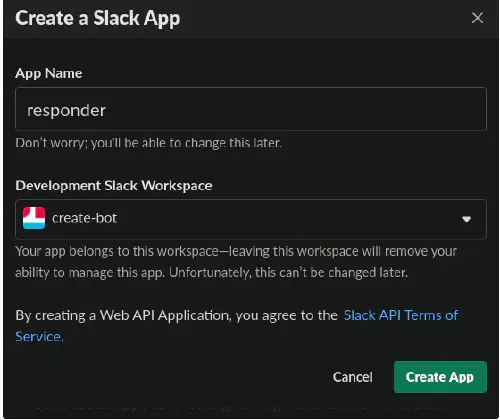 Create a Slack App
App Name
responder
Don't worry; you'll be able to change this later.
Development Slack Workspace
create-bot
Your app belongs to this workspace—leaving this workspace will remove your
ability to manage this app. Unfortunately, this can't be changed later.
By creating a Web API Application, you agree to the Slack API Terms of
Service.
Cancel Create App